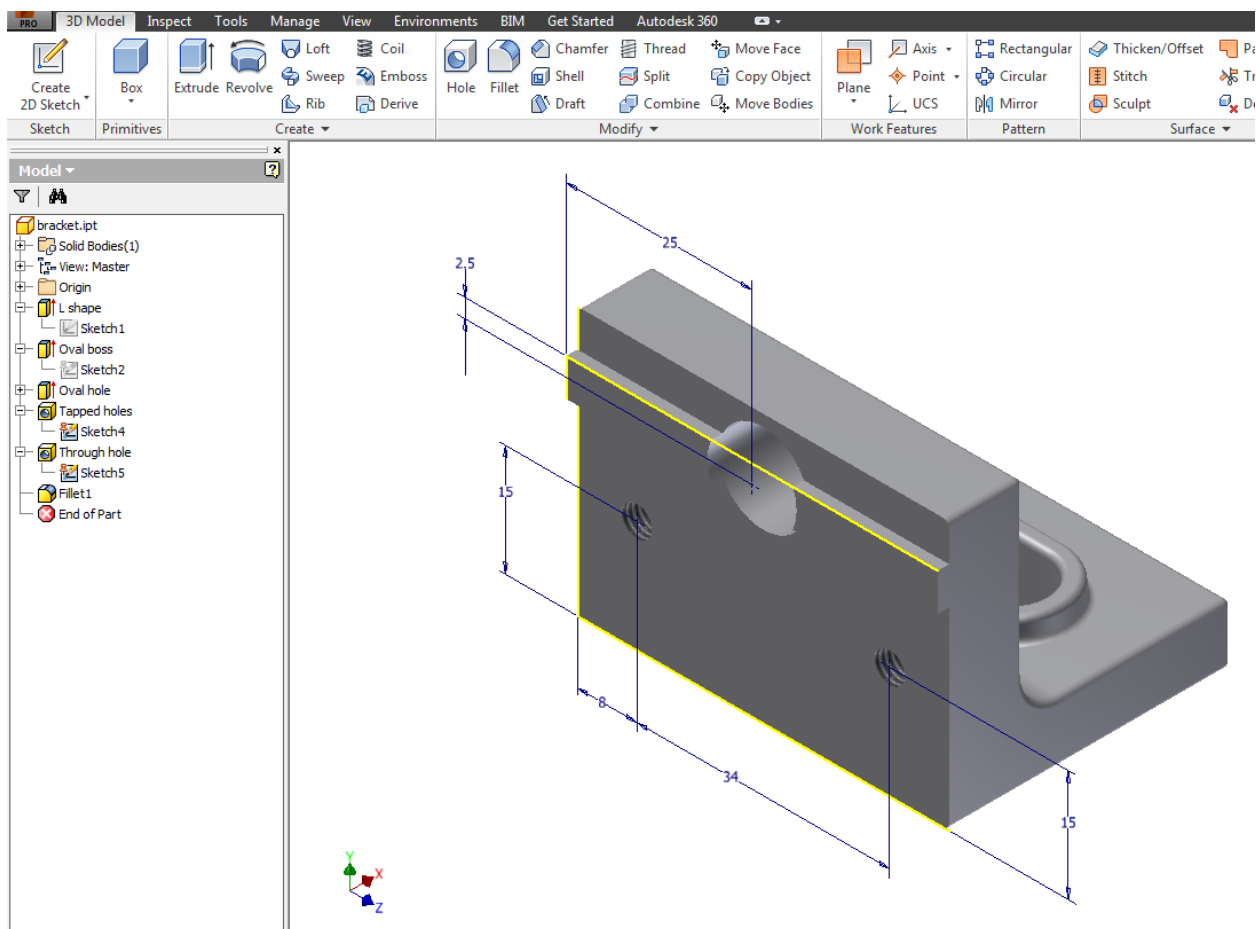 PRO 3D Model Inspect Tools Manage View Environments BIM Get Started Autodesk 360
Loft Coil Chamfer Thread Move Face Axis Rectangular Thicken/Offset
Sweep Emboss Shell Split Copy Object Point Circular Stitch
Create 2D Sketch Box Extrude Revolve Hole Fillet Plane
Rib Derive Draft Combine Move Bodies UCS Mirror Sculpt
Sketch Primitives Create Modify Work Features Pattern Surface
Model
bracket.ipt
Solid Bodies(1)
View: Master
Origin
L shape
Sketch1
Oval boss
Sketch2
Oval hole
Tapped holes
Sketch4
Through hole
Sketch5
Fillet1
End of Part
25
2.5
15
8
34
15
Y
X
Z